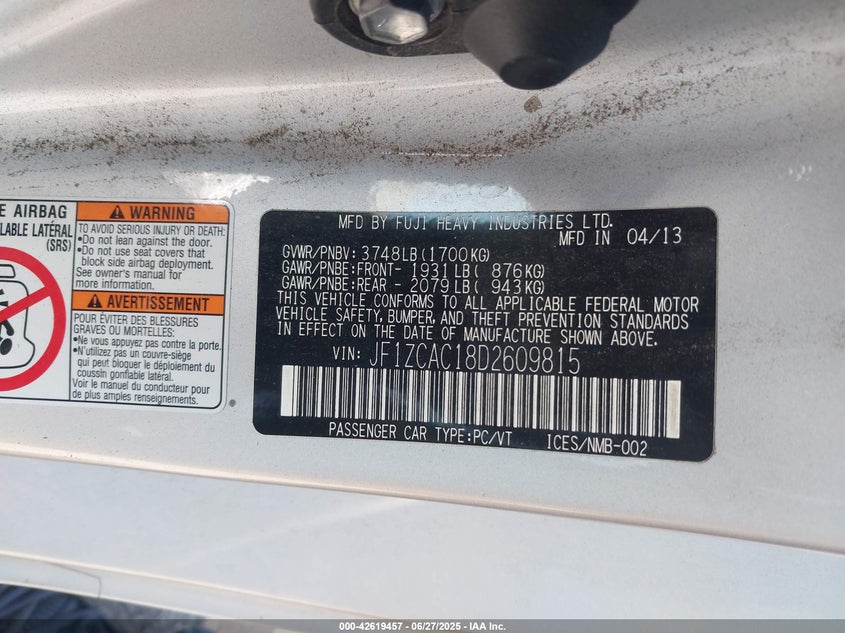 E AIRBAG
ILABLE LATÉRAL
(SRS)
WARNING
TO AVOID SERIOUS INJURY OR DEATH:
•Do not lean against the door.
•Do not use seat covers that
block side airbag deployment.
See owner's manual for
more information.
AVERTISSEMENT
POUR ÉVITER DES BLESSURES
GRAVES OU MORTELLES:
•Ne vous appuyez pas contre la porte.
•N'utilisez pas un couvre-siège
qui peut bloquer le déploiement du
coussin gonflable latéral.
Voir le manuel du conducteur pour
de plus amples renseignements.
MFD BY FUJI HEAVY INDUSTRIES LTD.
MFD IN 04/13
GVWR/PNBV: 3748LB(1700KG)
GAWR/PNBE:FRONT- 1931LB( 876KG)
GAWR/PNBE:REAR - 2079LB( 943KG)
THIS VEHICLE CONFORMS TO ALL APPLICABLE FEDERAL MOTOR
VEHICLE SAFETY, BUMPER, AND THEFT PREVENTION STANDARDS
IN EFFECT ON THE DATE OF MANUFACTURE SHOWN ABOVE.
VIN: JF1ZCAC18D2609815
PASSENGER CAR TYPE:PC/VT ICES/NMB-002
000-42619457 - 06/27/2025 - IAA Inc.